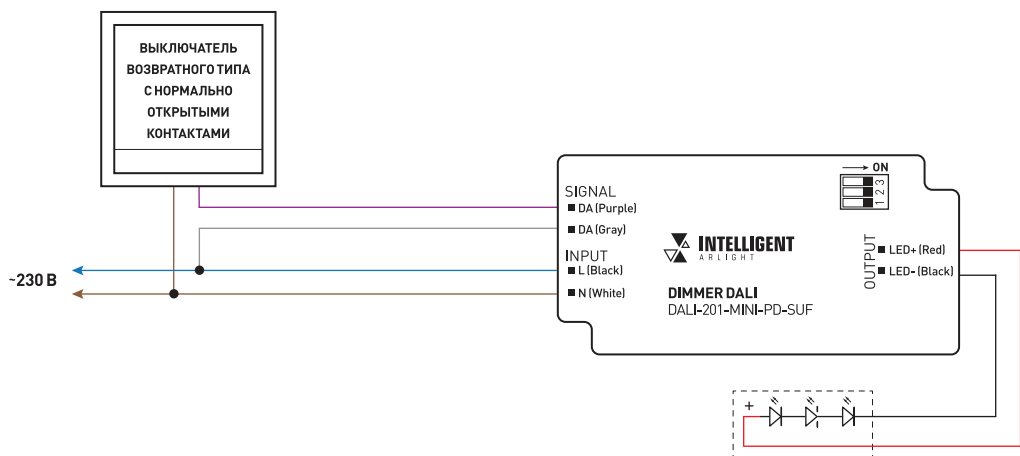 ВЫКЛЮЧАТЕЛЬ
ВОЗВРАТНОГО ТИПА
С НОРМАЛЬНО
ОТКРЫТЫМИ
КОНТАКТАМИ
~230 В
SIGNAL
DA (Purple)
DA (Gray)
INPUT
L (Black)
N (White)
INTELLIGENT
ARLIGHT
DIMMER DALI
DALI-201-MINI-PD-SUF
ON
1 2 3
OUTPUT
LED+ (Red)
LED- (Black)
+